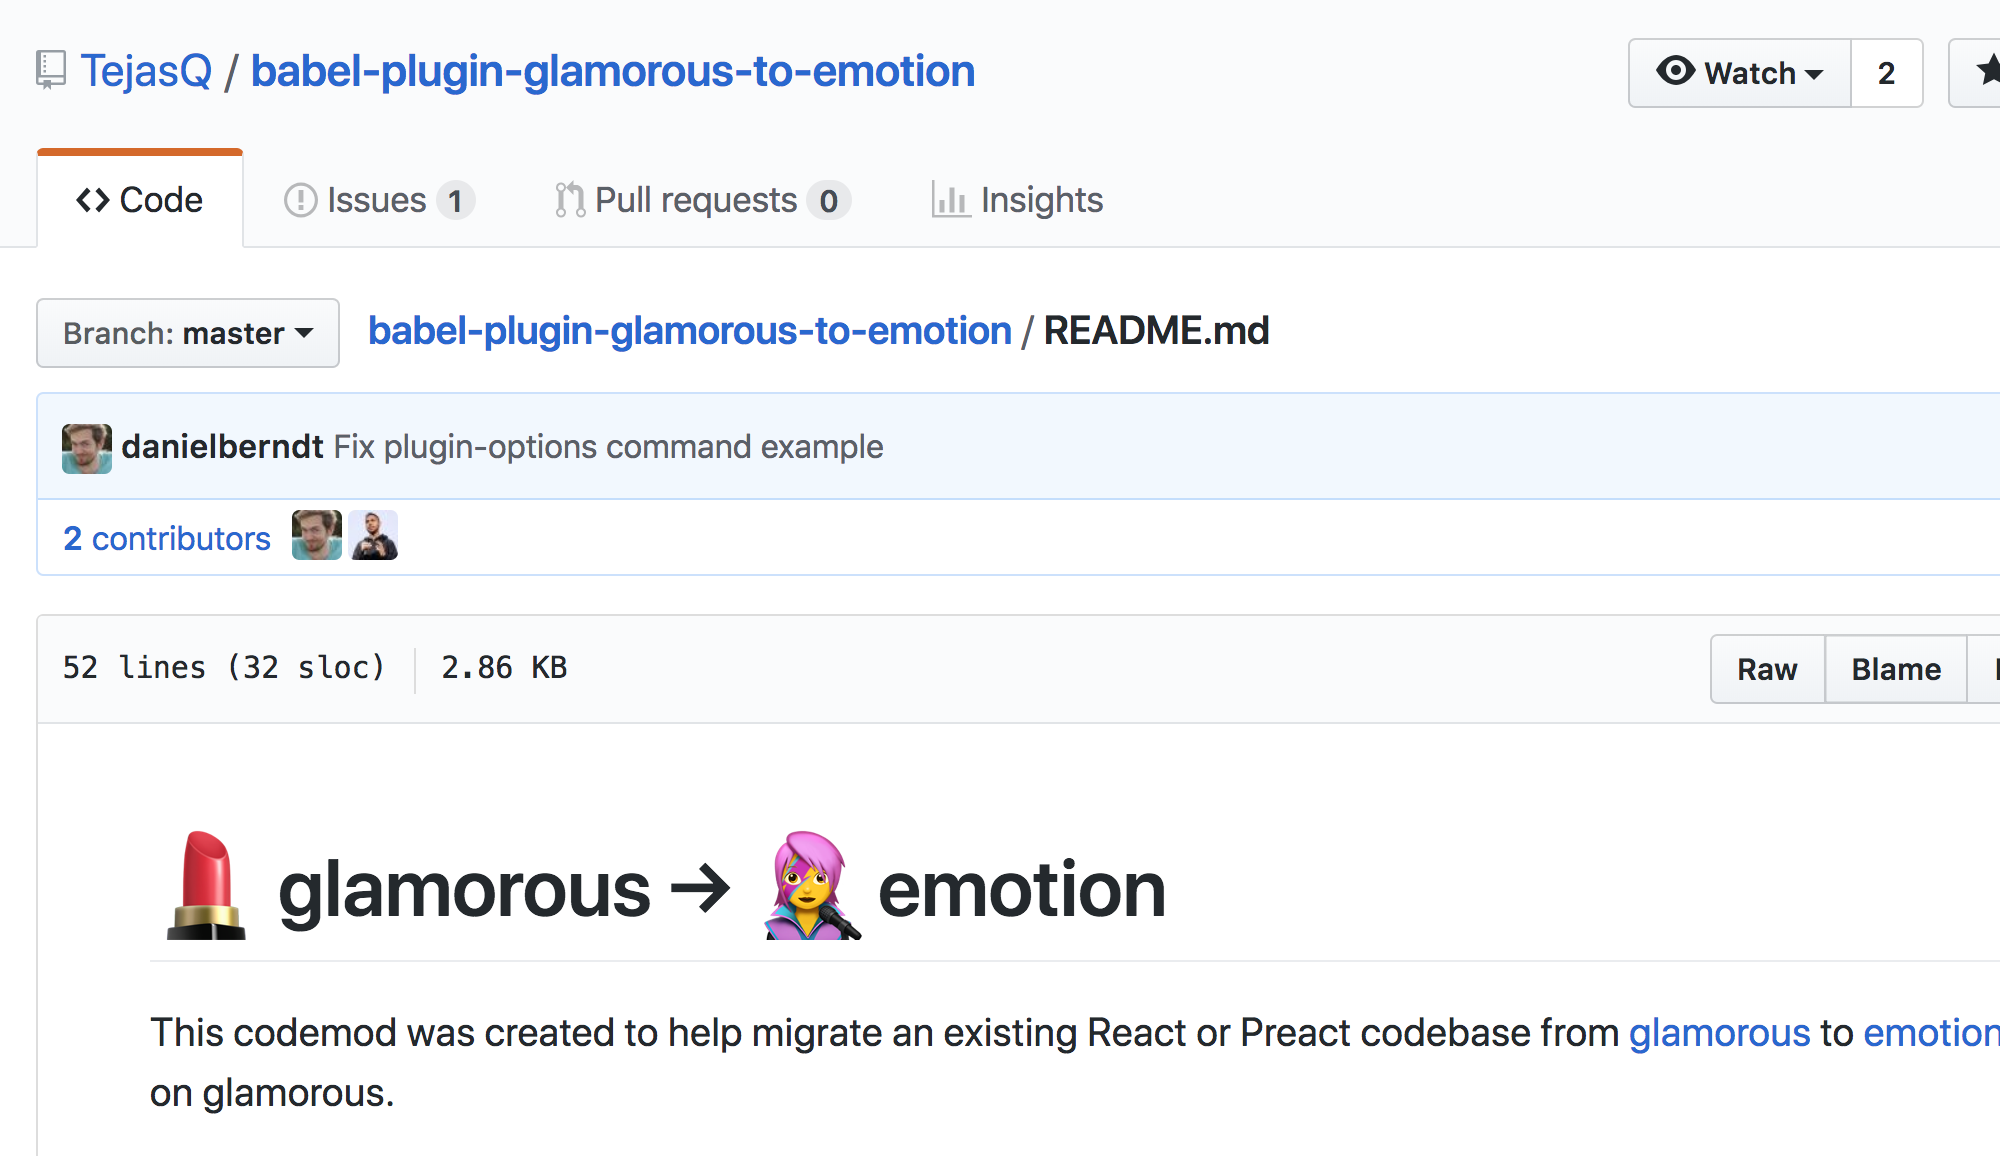 TejasQ / babel-plugin-glamorous-to-emotion
Watch 2
Code Issues 1 Pull requests 0 Insights
Branch: master babel-plugin-glamorous-to-emotion / README.md
danielberndt Fix plugin-options command example
2 contributors
52 lines (32 sloc) 2.86 KB
Raw Blame
glamorous → emotion
This codemod was created to help migrate an existing React or Preact codebase from glamorous to emotion
on glamorous.